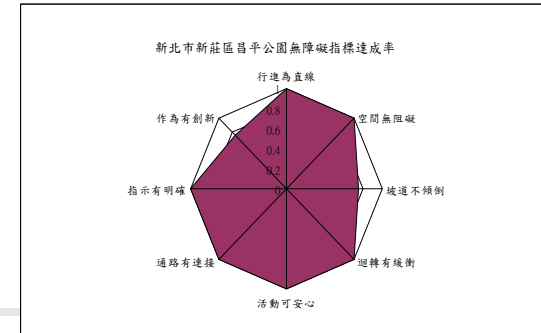 新北市新莊區昌平公園無障礙指標達成率
行進為直線
1
作為有創新
0.8
空間無阻礙
0.6
0.4
0.2
指示有明確
0
坡道不傾倒
通路有連接
迴轉有緩衝
活動可安心